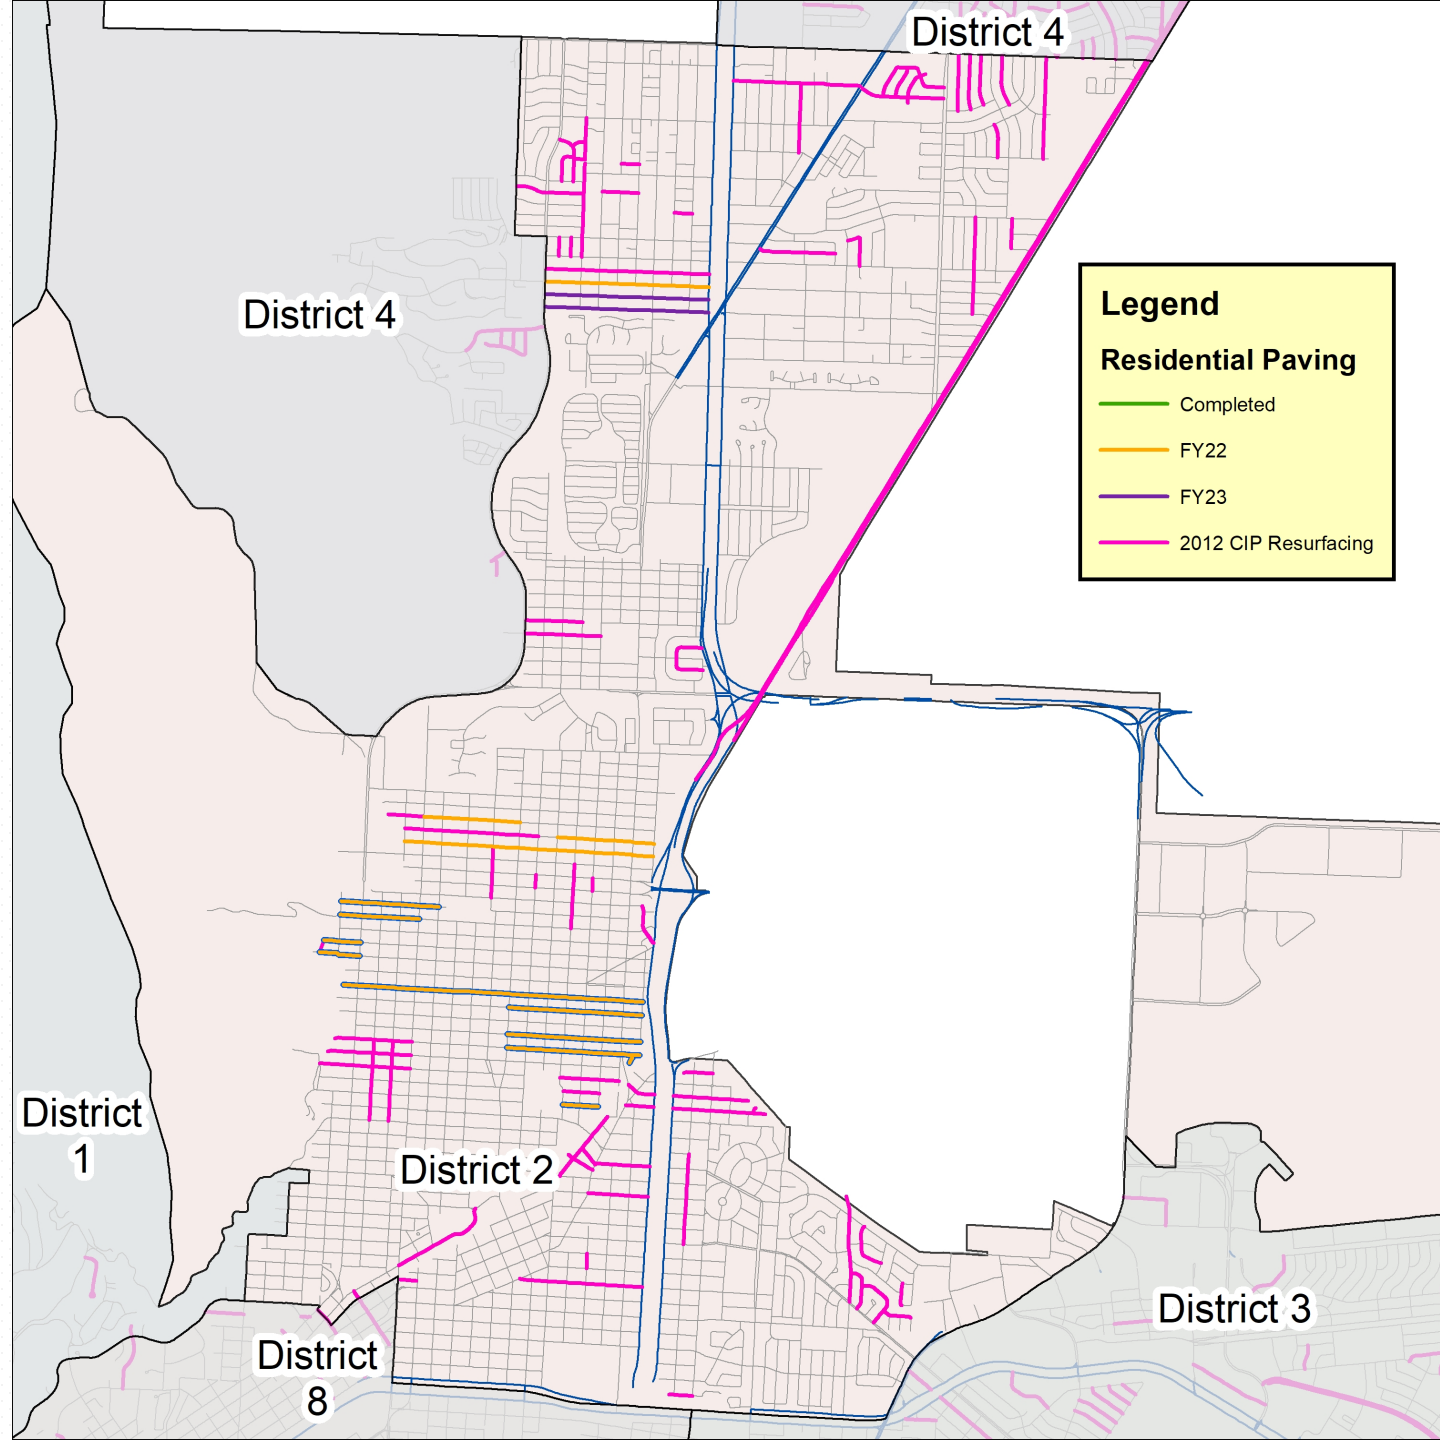 District 4
District 4
Legend
Residential Paving
Completed
FY22
FY23
2012 CIP Resurfacing
District
1
District 2
District 3
District
8